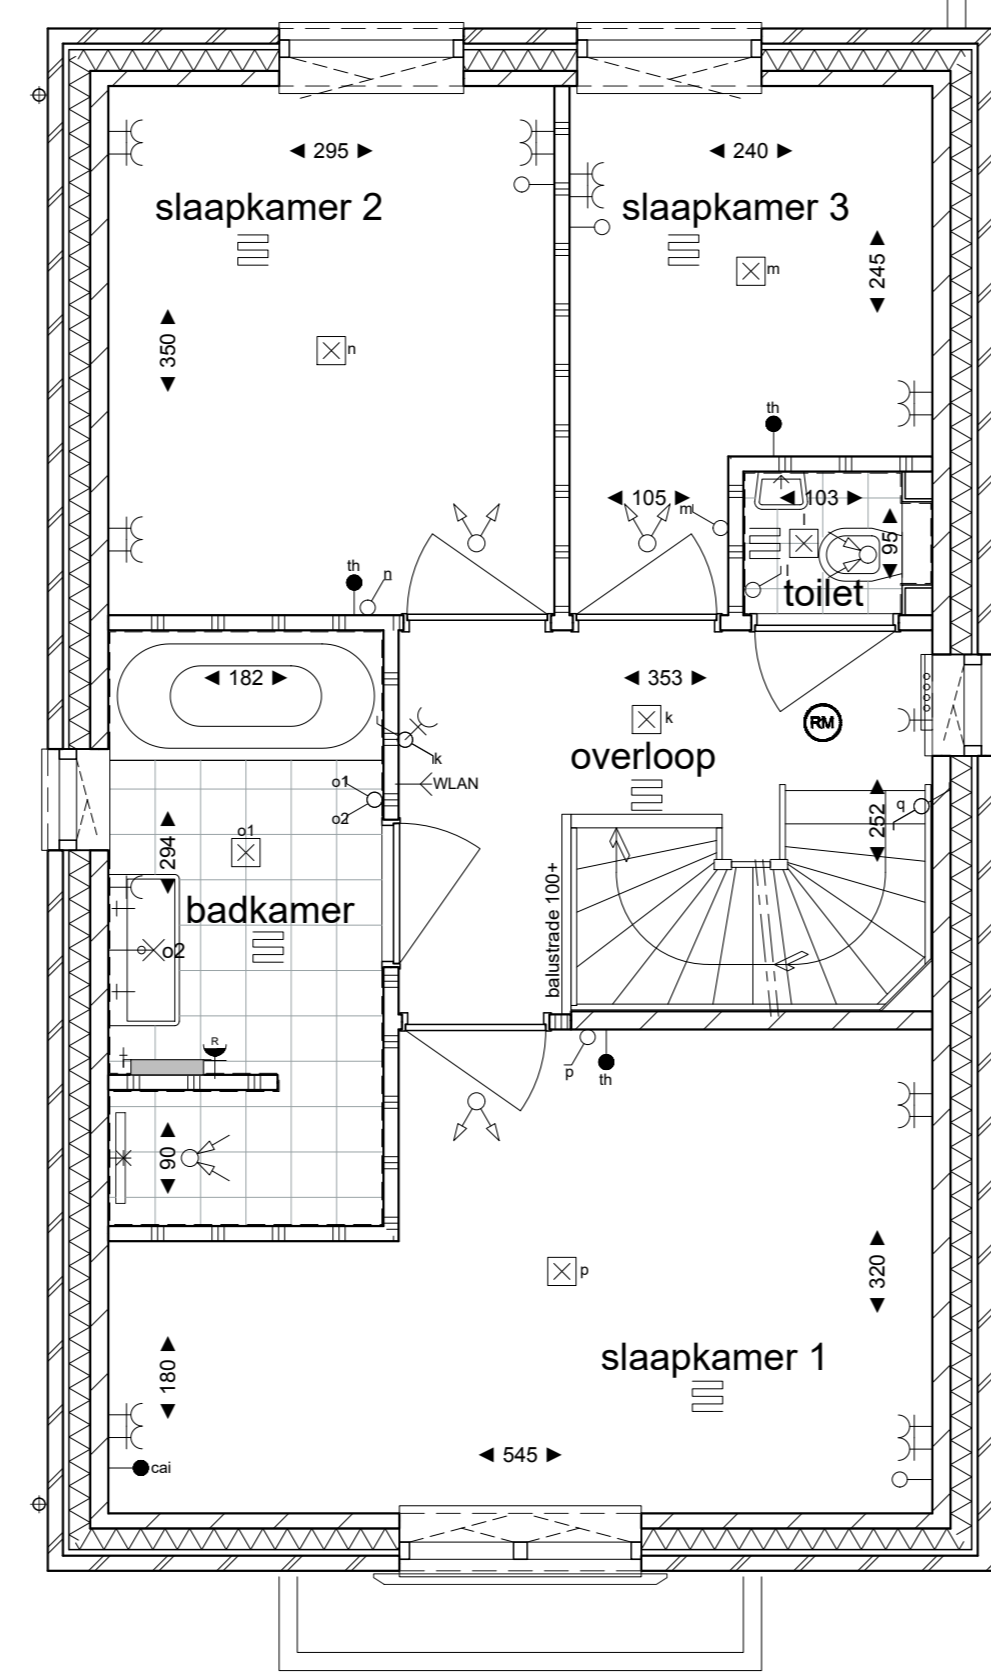 295
240
slaapkamer 2
slaapkamer 3
245
m
350
n
th
105
103
m
l
95
l
th
n
toilet
182
353
k
RM
overloop
lk
WLAN
o1
o2
q
252
o1
294
badkamer
balustrade 100+
o2
R
p
th
90
p
320
slaapkamer 1
180
545
cai